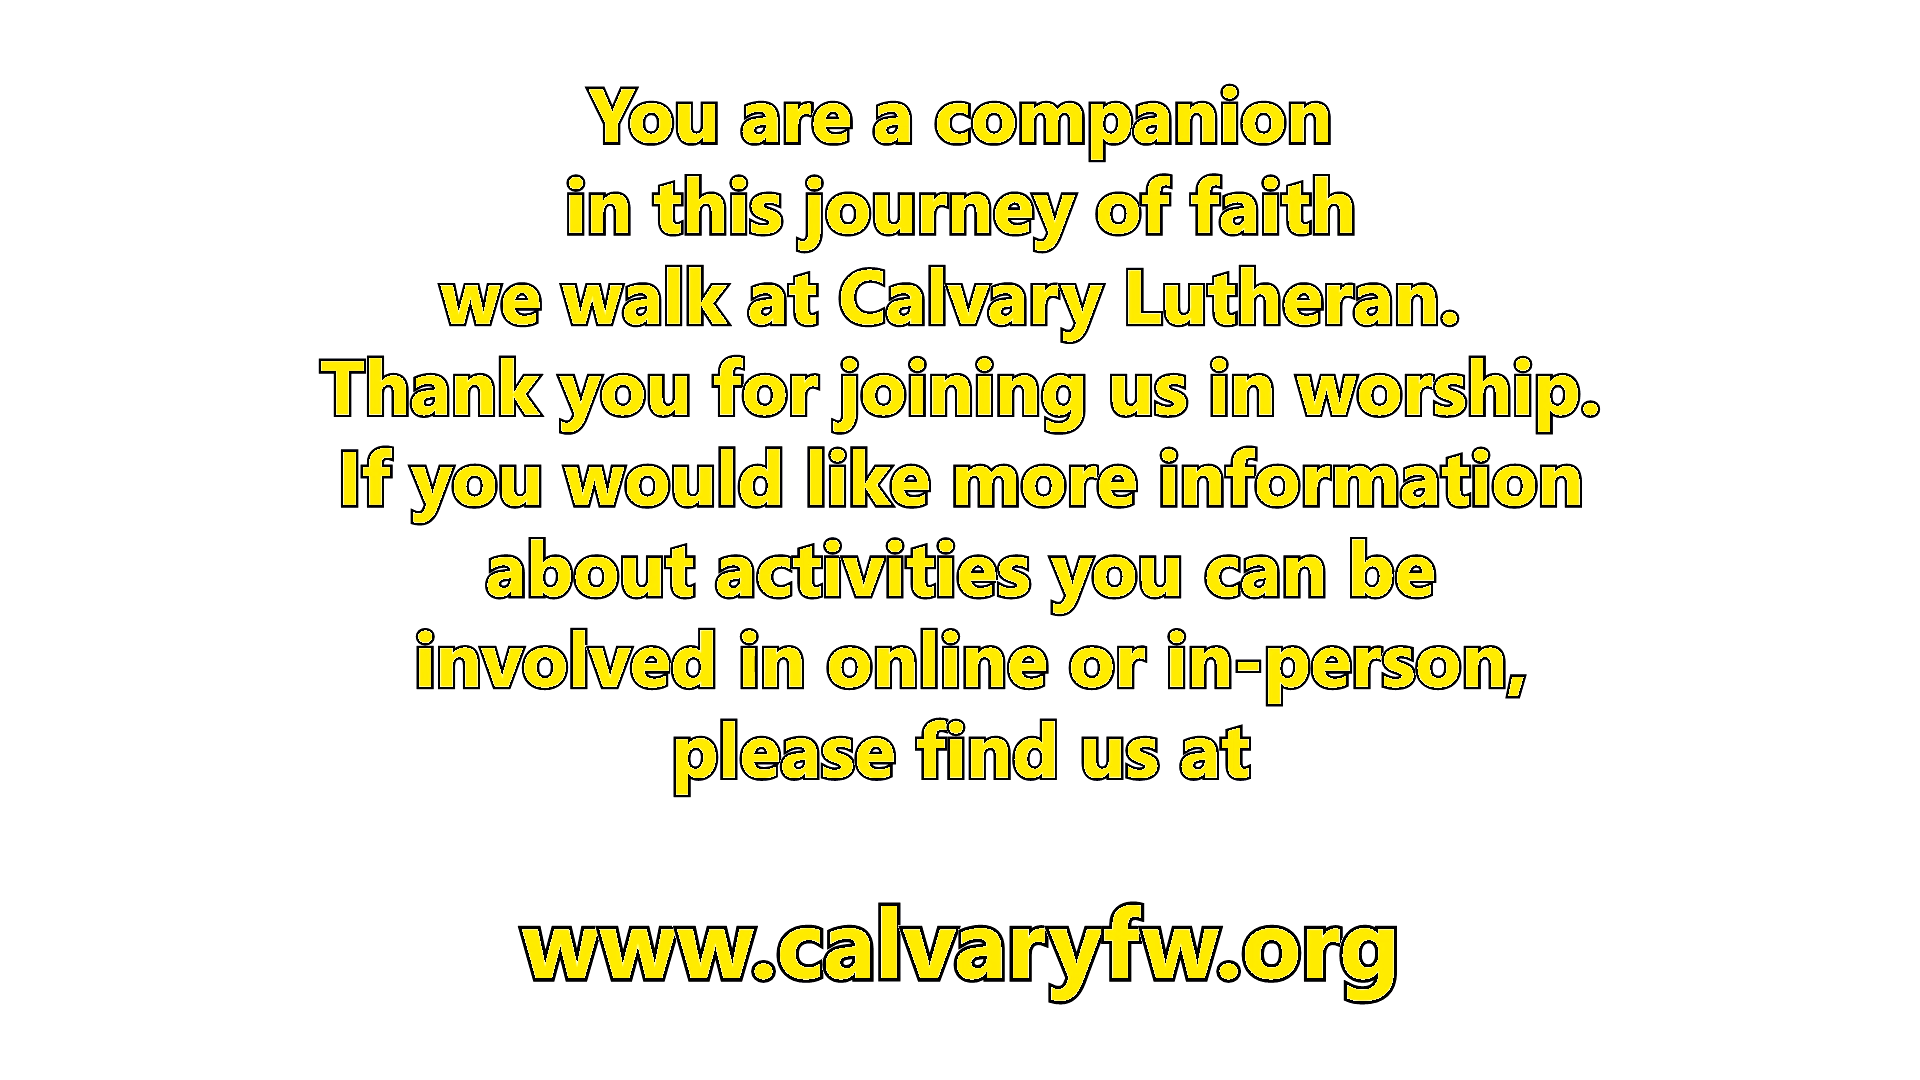 You are a companion
in this journey of faith
we walk at Calvary Lutheran.
Thank you for joining us in worship.
If you would like more information
about activities you can be
involved in online or in-person,
please find us at
www.calvaryfw.org